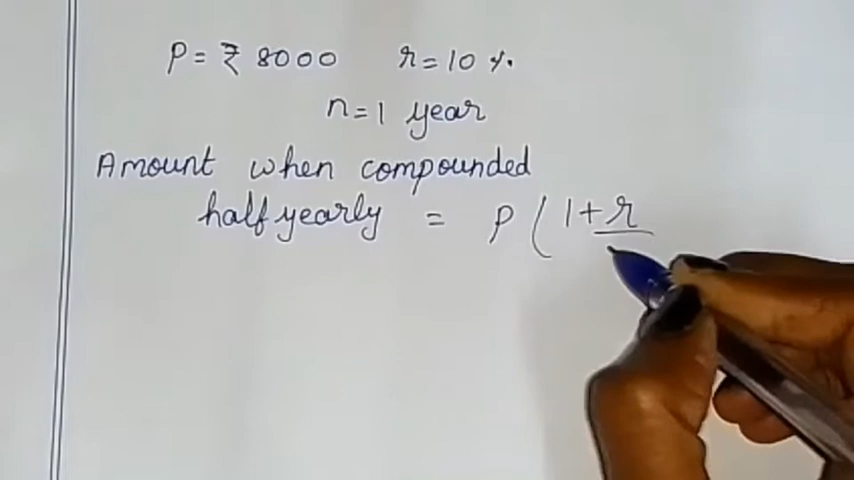 P = ₹ 8000 r = 10 %.
n = 1 year
Amount when compounded
half yearly = P ( 1 + r